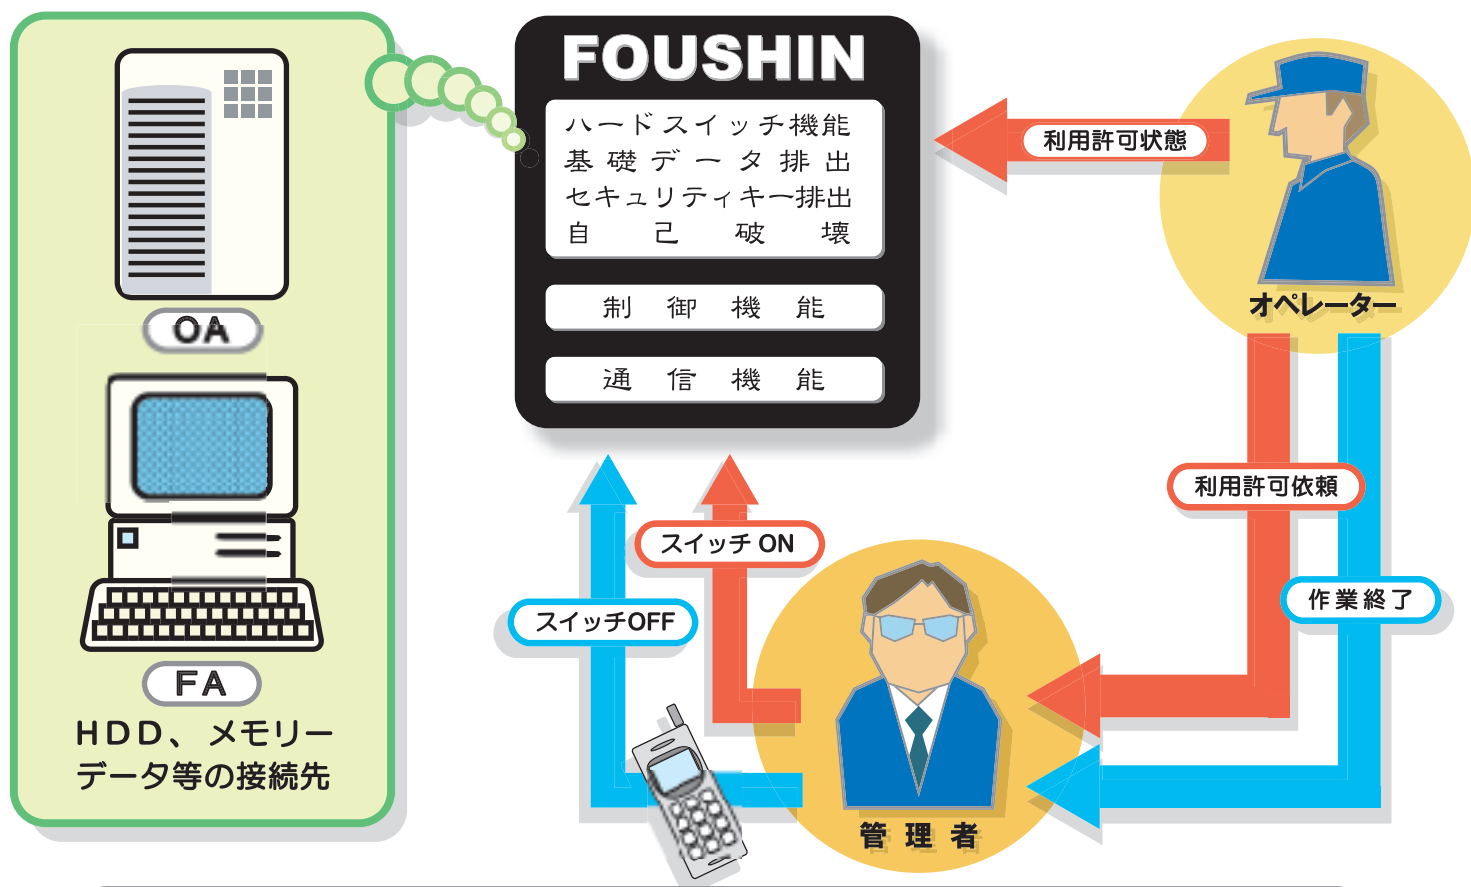 FOUSHIN
ハードスイッチ機能
基礎データ排出
セキュリティキー排出
自己破壊
制御機能
通信機能
利用許可状態
オペレーター
OA
利用許可依頼
スイッチ ON
作業終了
スイッチOFF
FA
HDD、メモリー
データ等の接続先
管理者